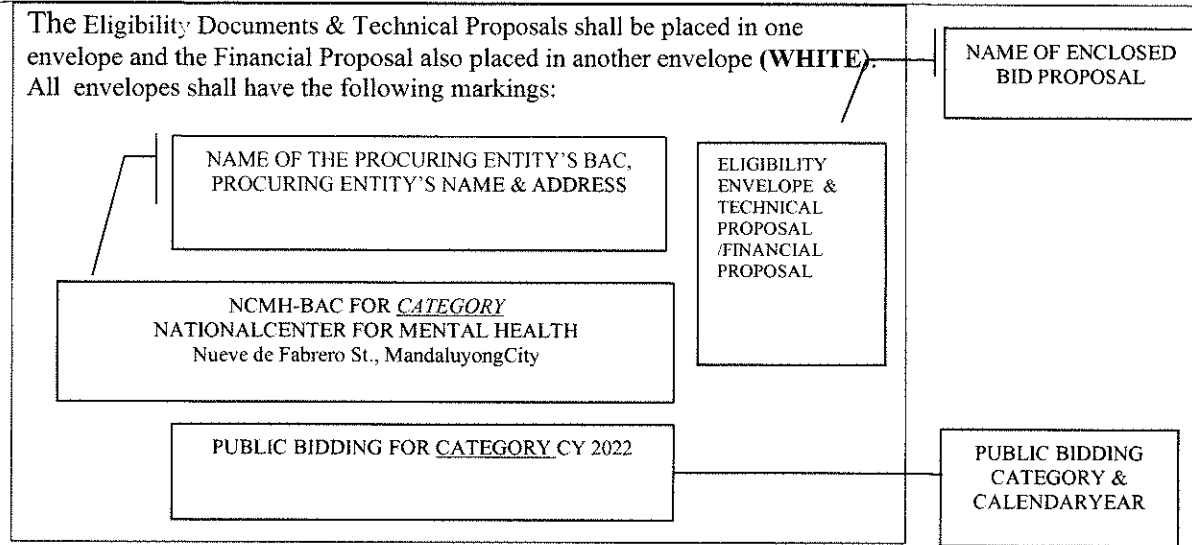 The Eligibility Documents & Technical Proposals shall be placed in one
envelope and the Financial Proposal also placed in another envelope (WHITE).
All envelopes shall have the following markings:
NAME OF ENCLOSED
BID PROPOSAL
NAME OF THE PROCURING ENTITY'S BAC,
PROCURING ENTITY'S NAME & ADDRESS
ELIGIBILITY
ENVELOPE &
TECHNICAL
PROPOSAL
/FINANCIAL
PROPOSAL
NCMH-BAC FOR CATEGORY
NATIONALCENTER FOR MENTAL HEALTH
Nueve de Fabrero St., MandaluyongCity
PUBLIC BIDDING FOR CATEGORY CY 2022
PUBLIC BIDDING
CATEGORY &
CALENDARYEAR